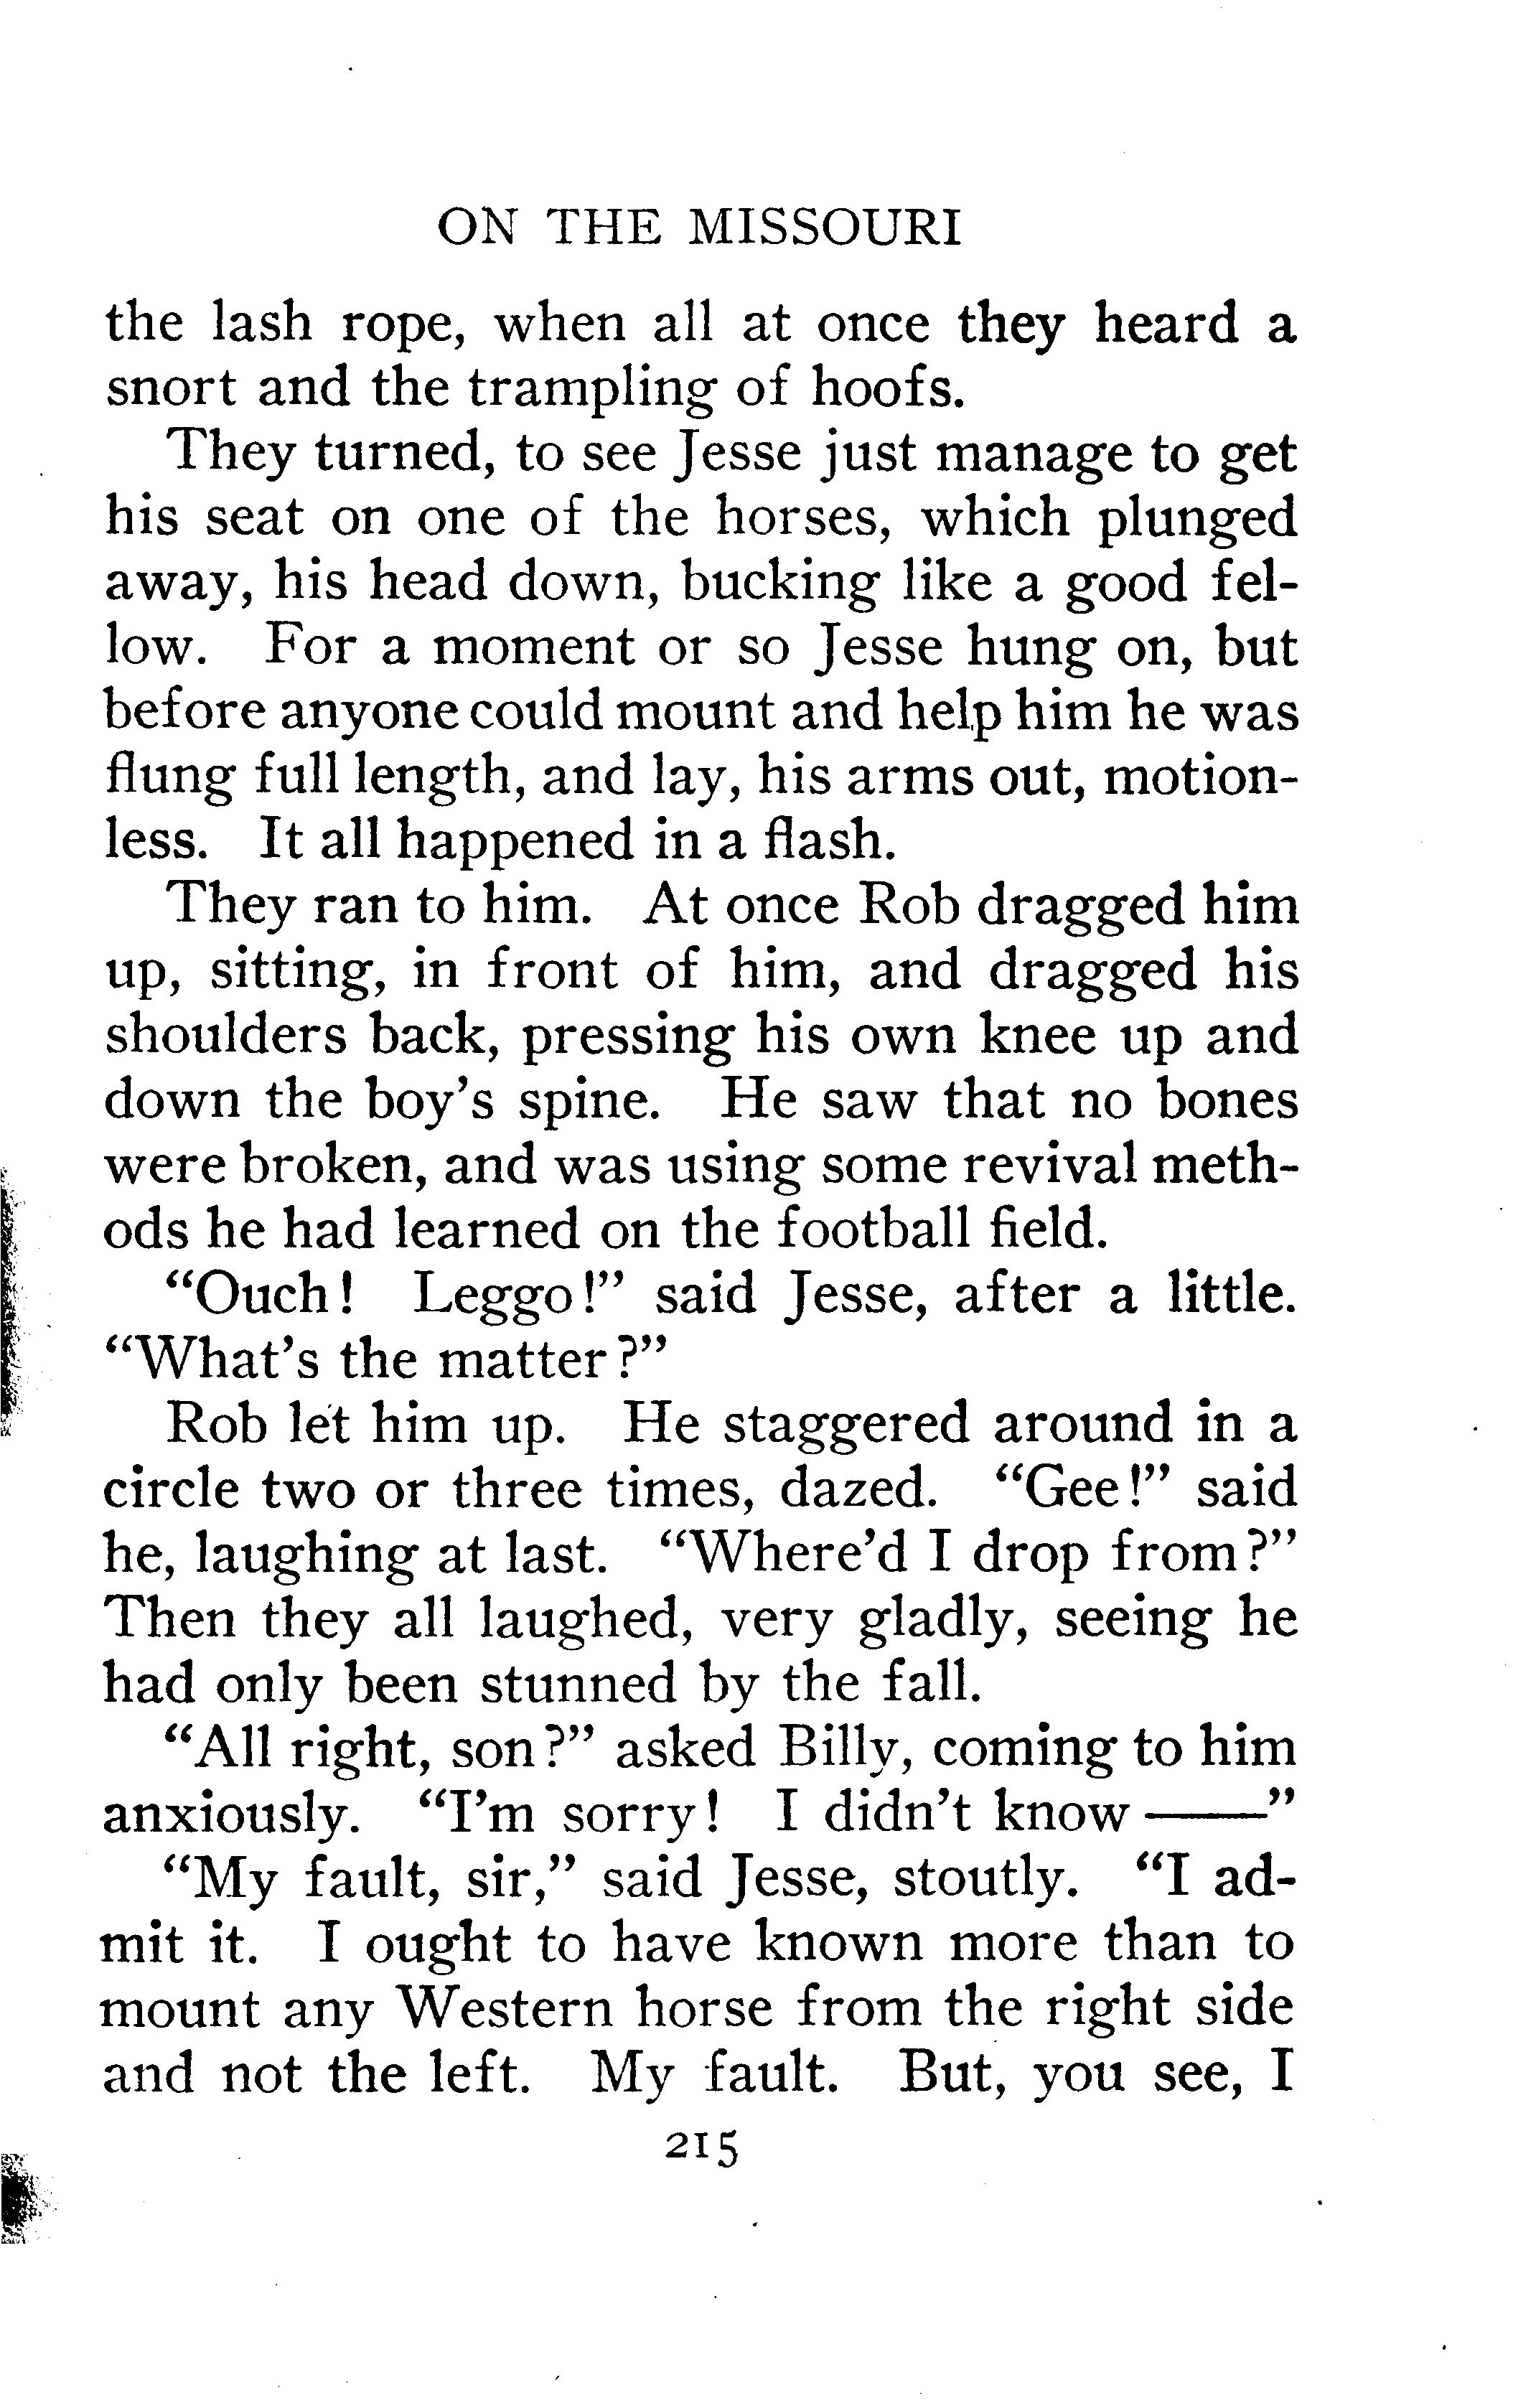 ON THE MISSOURI
the lash rope, when all at once they heard a
snort and the trampling of hoofs.
They turned, to see Jesse just manage to get
his seat on one of the horses, which plunged
away, his head down, bucking like a good fel-
low. For a moment or so Jesse hung on, but
before anyone could mount and help him he was
flung full length, and lay, his arms out, motion-
less. It all happened in a flash.
They ran to him. At once Rob dragged him
up, sitting, in front of him, and dragged his
shoulders back, pressing his own knee up and
down the boy's spine. He saw that no bones
were broken, and was using some revival meth-
ods he had learned on the football field.
“Ouch! Leggo!” said Jesse, after a little.
“What's the matter?”
Rob let him up. He staggered around in a
circle two or three times, dazed. “Gee!” said
he, laughing at last. “Where'd I drop from?”
Then they all laughed, very gladly, seeing he
had only been stunned by the fall.
“All right, son?” asked Billy, coming to him
anxiously. “I'm sorry! I didn't know——”
“My fault, sir,” said Jesse, stoutly. “I ad-
mit it. I ought to have known more than to
mount any Western horse from the right side
and not the left. My fault. But, you see, I
215